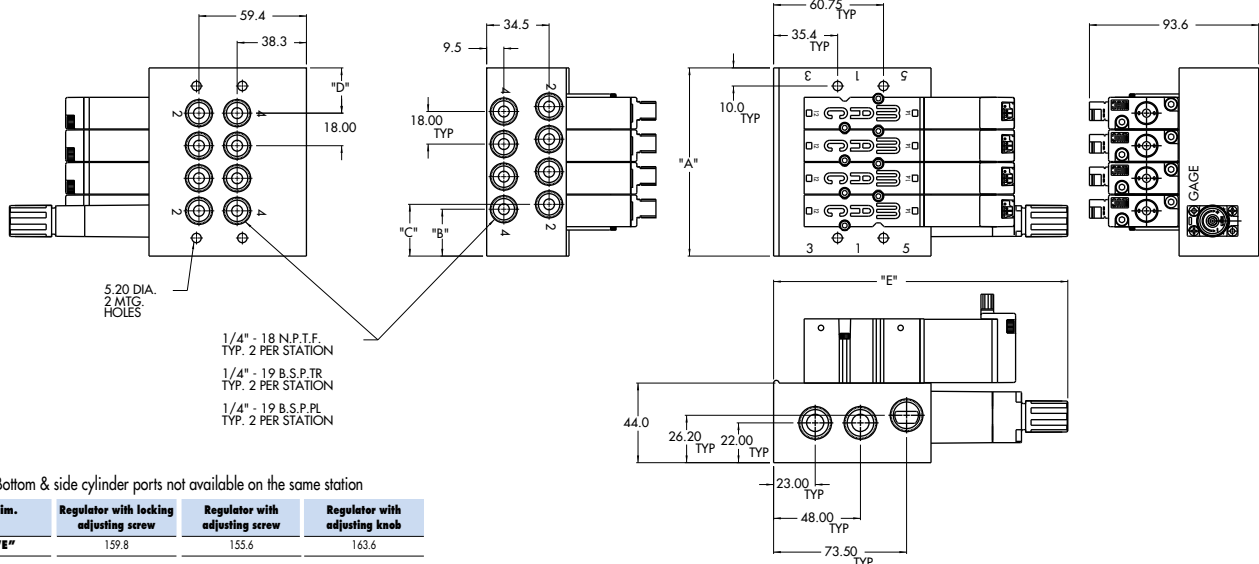 59.4
38.3
"D"
18.00
2
4
2
4
5.20 DIA.
2 MTG.
HOLES
34.5
9.5
4
2
18.00
TYP
"C"
"B"
4
2
1/4" - 18 N.P.T.F.
TYP. 2 PER STATION
1/4" - 19 B.S.P.TR
TYP. 2 PER STATION
1/4" - 19 B.S.P.PL
TYP. 2 PER STATION
60.75
TYP
35.4
TYP
3 1 5
10.0
TYP
"A"
3 1 5
93.6
GAGE
"E"
44.0
26.20
TYP
22.00
TYP
23.00
TYP
48.00
TYP
73.50
TYP
Bottom & side cylinder ports not available on the same station
im.
Regulator with locking
adjusting screw
Regulator with
adjusting screw
Regulator with
adjusting knob
"E"
159.8
155.6
163.6